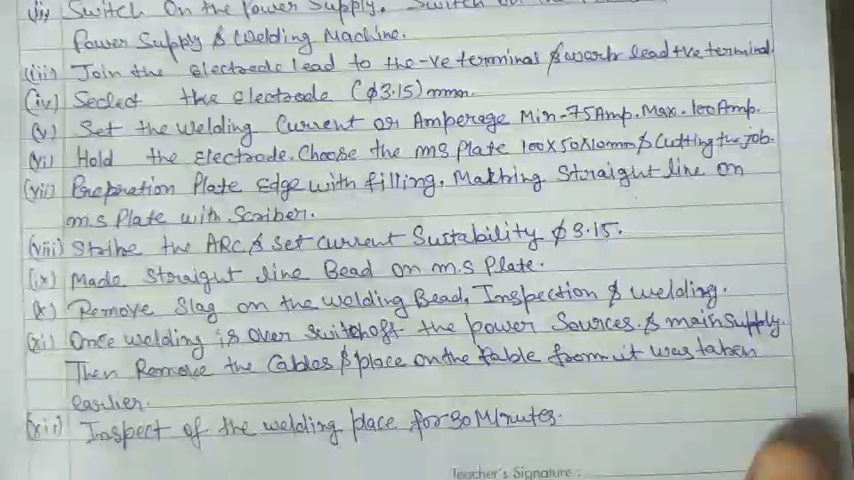 (ii) Switch On the Power Supply. Switch on the
Power Supply & Welding Machine.
(iii) Join the electrode lead to the -ve terminal & work lead +ve terminal
(iv) Seclect the electrode (φ3.15) mm.
(v) Set the Welding Current or Amperage Min-75Amp. Max. 100Amp.
(vi) Hold the Electrode. Choose the ms Plate 100x50x10mm & Cutting the job.
(vii) Prepration Plate Edge with filling, Making Straight line on
m.s Plate with Scriber.
(viii) Strike the ARC & Set current Suitability φ3.15.
(ix) Made Straight line Bead on m.s Plate.
(x) Remove Slag on the welding Bead, Inspection & welding.
(xi) Once welding is over switch off the power Sources & main supply.
Then Remove the Cables & place on the table from it was taken
earlier.
(xii) Inspect of the welding place for 30 Minutes.
Teacher's Signature :